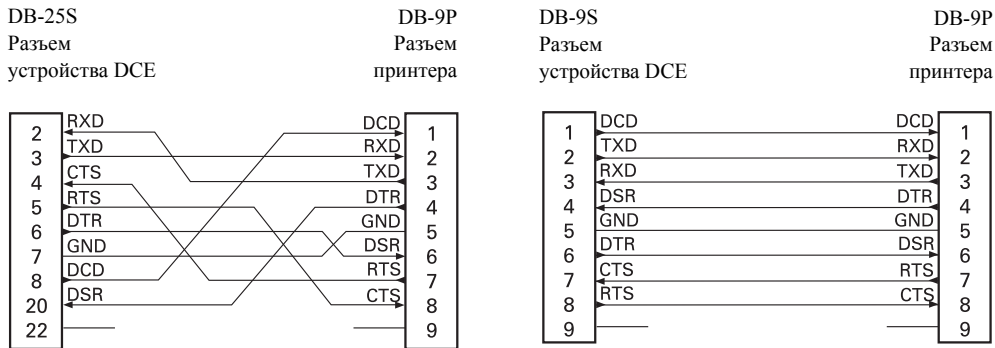 DB-25S DB-9P
Разъем Разъем
устройства DCE принтера
2 RXD DCD 1
3 TXD RXD 2
4 CTS TXD 3
5 RTS DTR 4
6 DTR GND 5
7 GND DSR 6
8 DCD RTS 7
20 DSR CTS 8
22 9
DB-9S DB-9P
Разъем Разъем
устройства DCE принтера
1 DCD DCD 1
2 TXD RXD 2
3 RXD TXD 3
4 DSR DTR 4
5 GND GND 5
6 DTR DSR 6
7 CTS RTS 7
8 RTS CTS 8
9 9